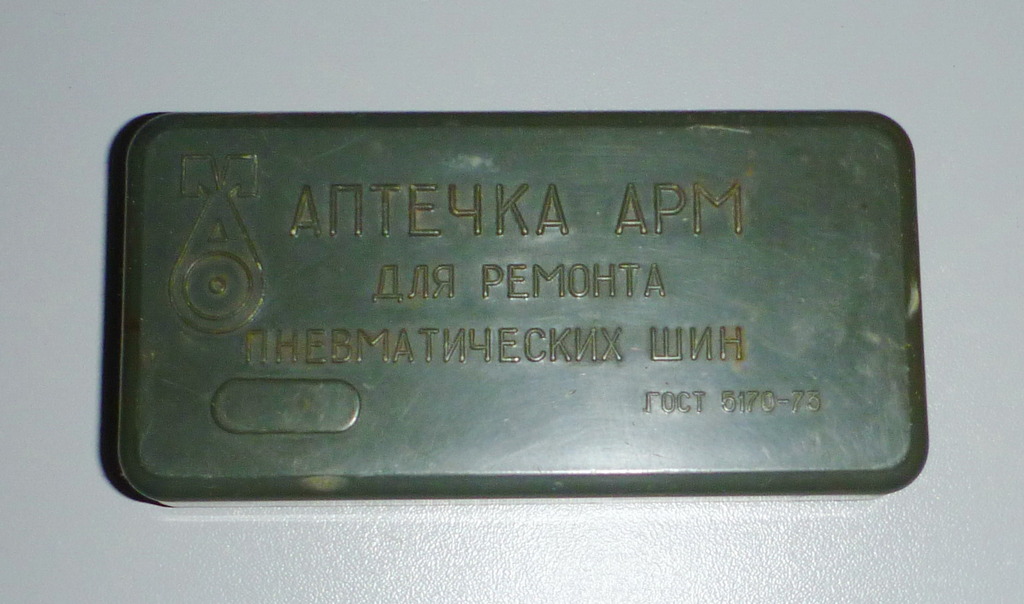 АПТЕЧКА АРМ
ДЛЯ РЕМОНТА
ПНЕВМАТИЧЕСКИХ ШИН
ГОСТ 5170-73